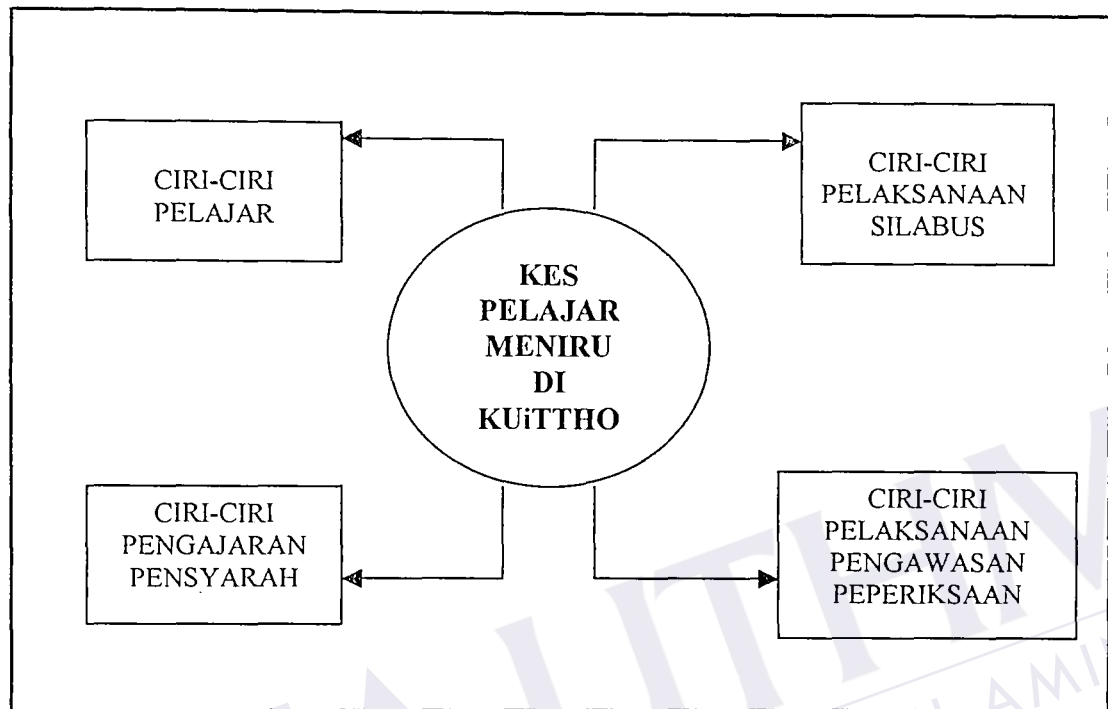 CIRI-CIRI
PELAJAR
CIRI-CIRI
PELAKSANAAN
SILABUS
KES
PELAJAR
MENIRU
DI
KUiTTHO
CIRI-CIRI
PENGAJARAN
PENSYARAH
CIRI-CIRI
PELAKSANAAN
PENGAWASAN
PEPERIKSAAN